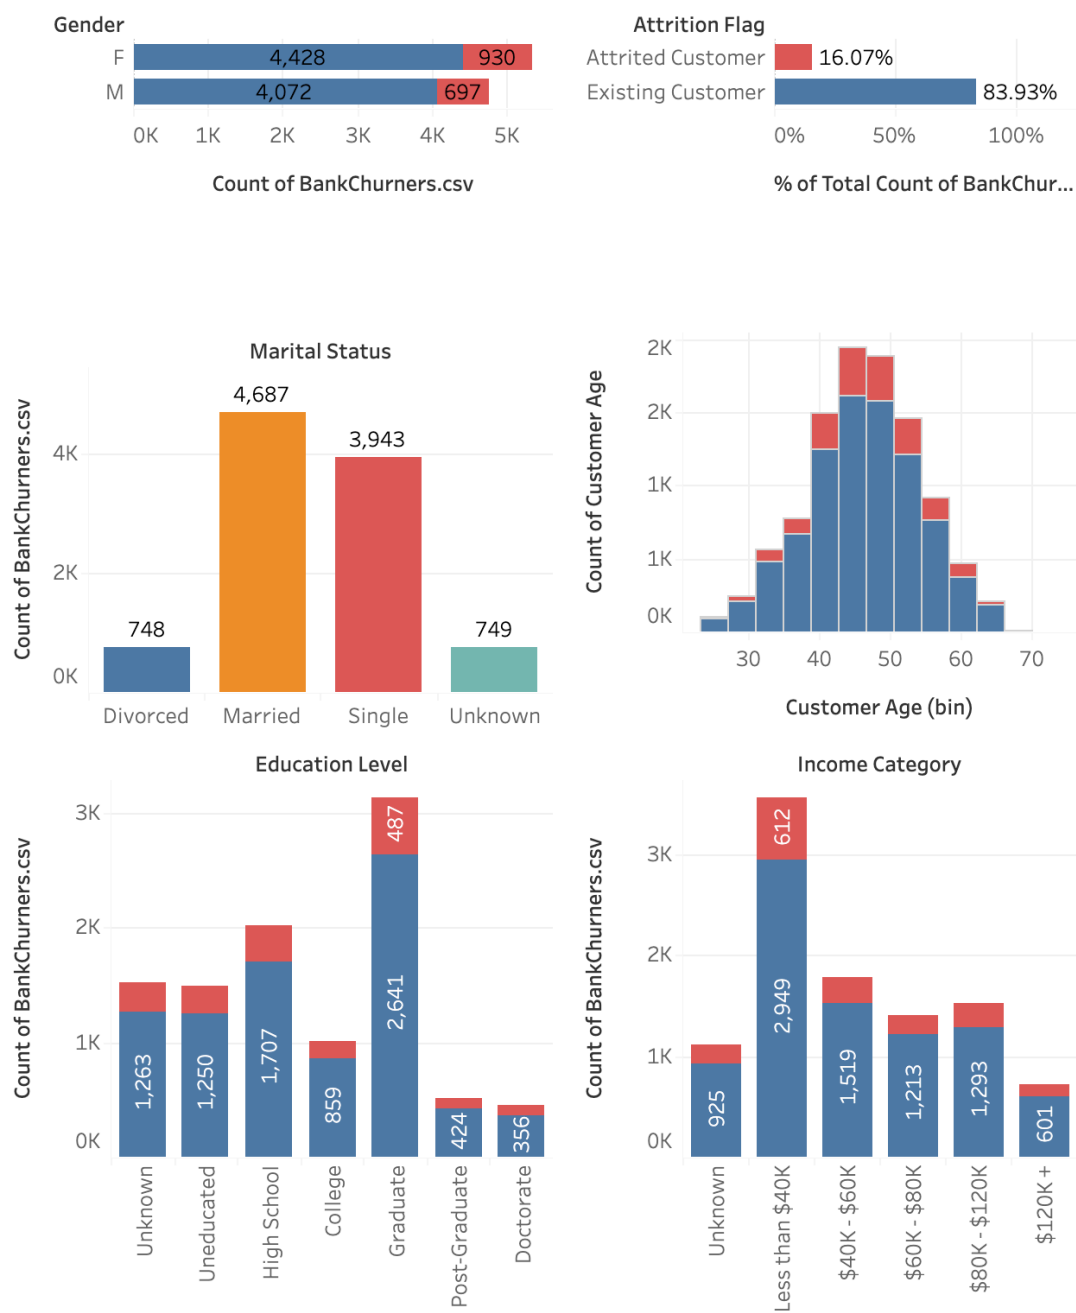 Gender
F 4,428 930
M 4,072 697
0K 1K 2K 3K 4K 5K
Count of BankChurners.csv
Attrition Flag
Attrited Customer 16.07%
Existing Customer 83.93%
0% 50% 100%
% of Total Count of BankChur...
Marital Status
Count of BankChurners.csv
4K
2K
0K
748
4,687
3,943
749
Divorced Married Single Unknown
Count of Customer Age
2K
2K
1K
1K
0K
30 40 50 60 70
Customer Age (bin)
Education Level
Count of BankChurners.csv
3K
2K
1K
0K
1,263
1,250
1,707
859
487
2,641
424
356
Unknown
Uneducated
High School
College
Graduate
Post-Graduate
Doctorate
Income Category
Count of BankChurners.csv
3K
2K
1K
0K
925
612
2,949
1,519
1,213
1,293
601
Unknown
Less than $40K
$40K - $60K
$60K - $80K
$80K - $120K
$120K +